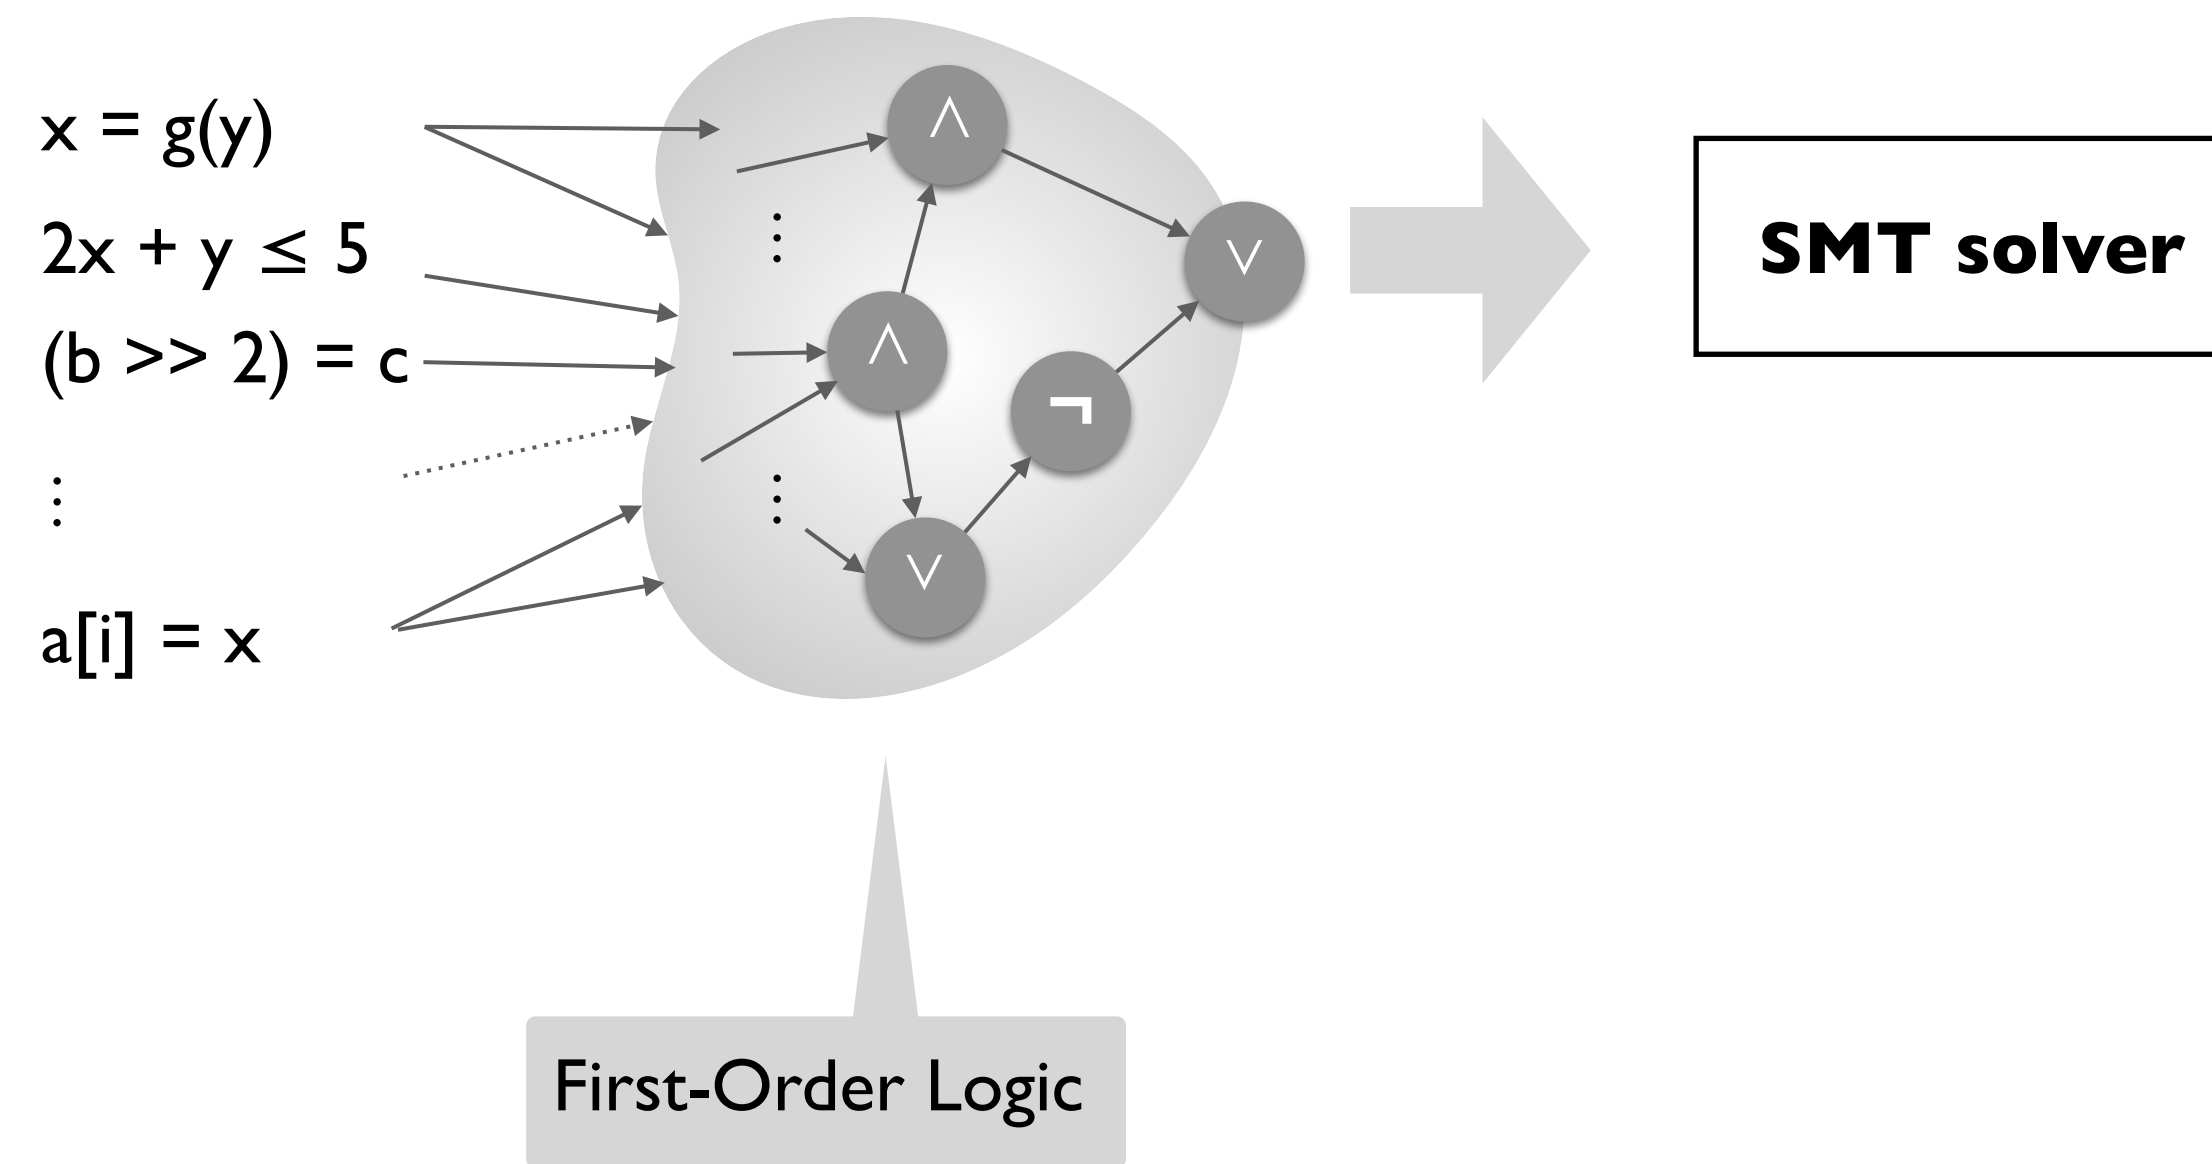 x = g(y)
2x + y ≤ 5
(b >> 2) = c
⋮
a[i] = x
∧
⋮
∧
∨
¬
⋮
∨
SMT solver
First-Order Logic